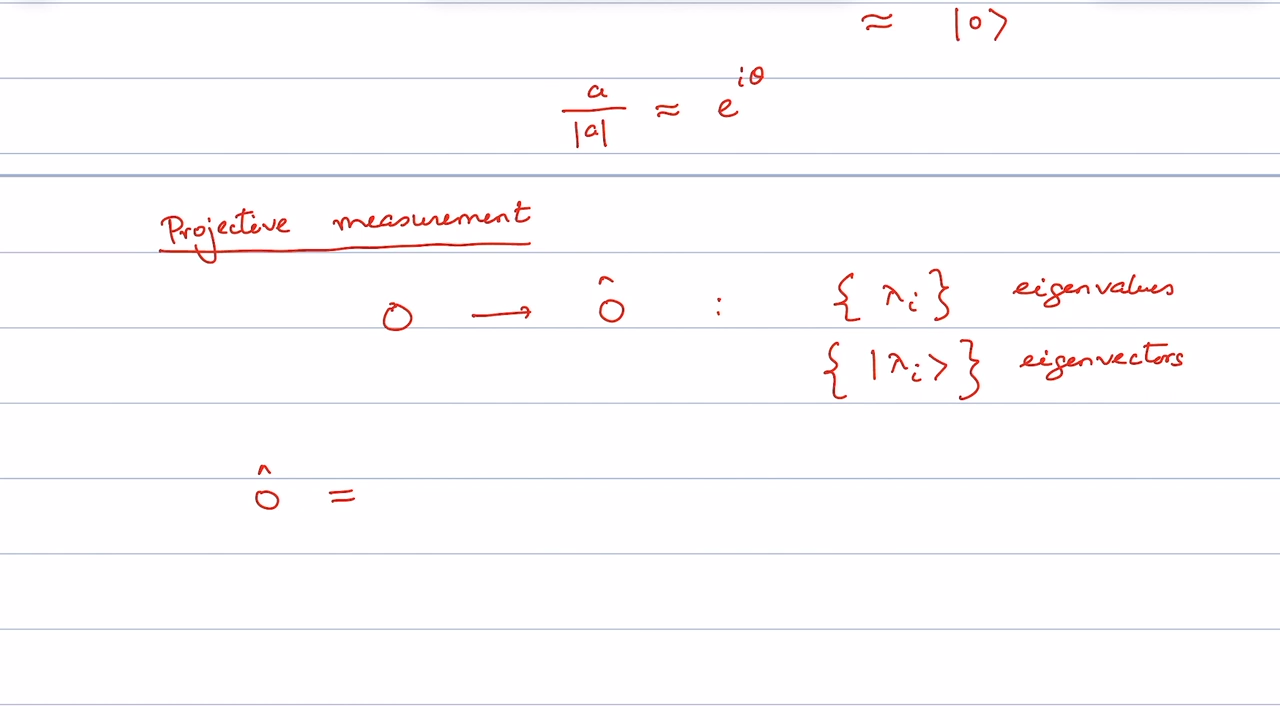 ≈ |0⟩
a/|a| ≈ e^{iθ}
Projective measurement
O → Ô : {λᵢ} eigenvalues
{|λᵢ⟩} eigenvectors
Ô =